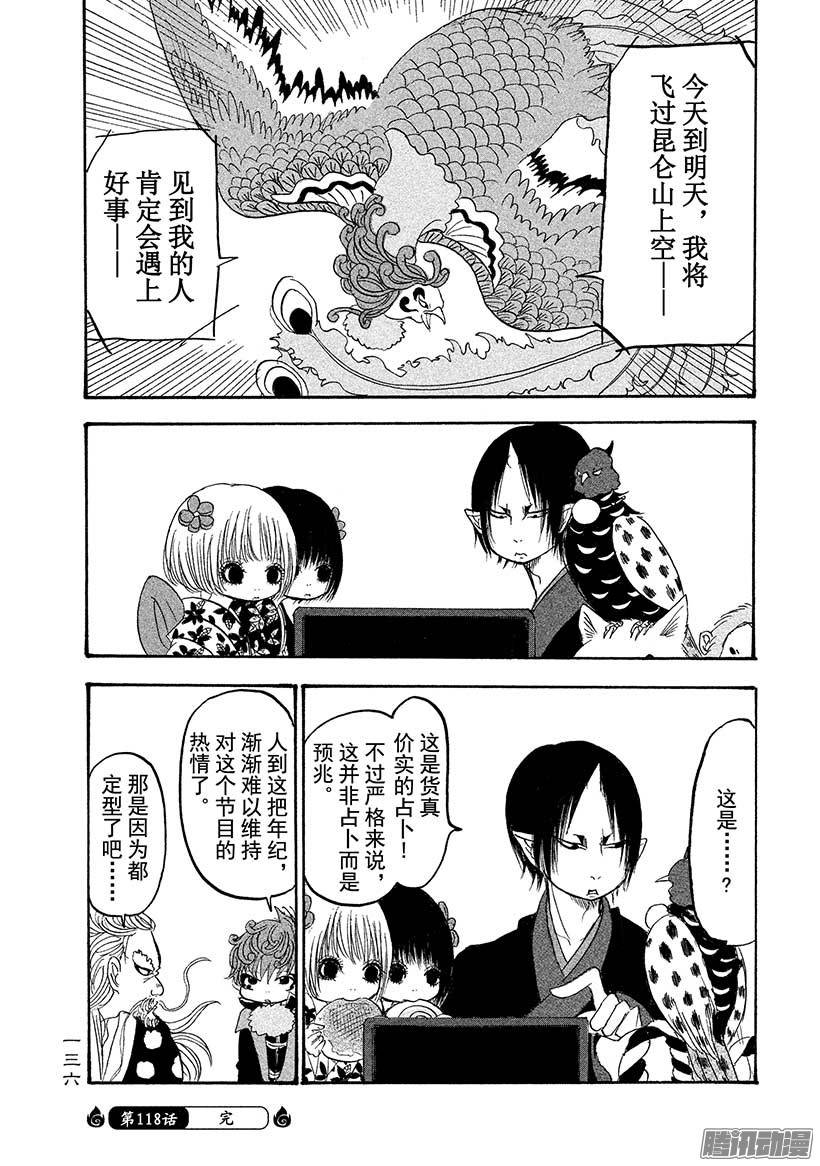 今天到明天，我将
飞过昆仑山上空——
见到我的人
肯定会遇上
好事——
这是……?
这是货真
价实的占卜!
不过严格来说，
这并非占卜而是
预兆。
人到这把年纪，
渐渐难以维持
对这个节目的
热情了。
那是因为都
定型了吧……
一三六
第118话 完
腾讯动漫